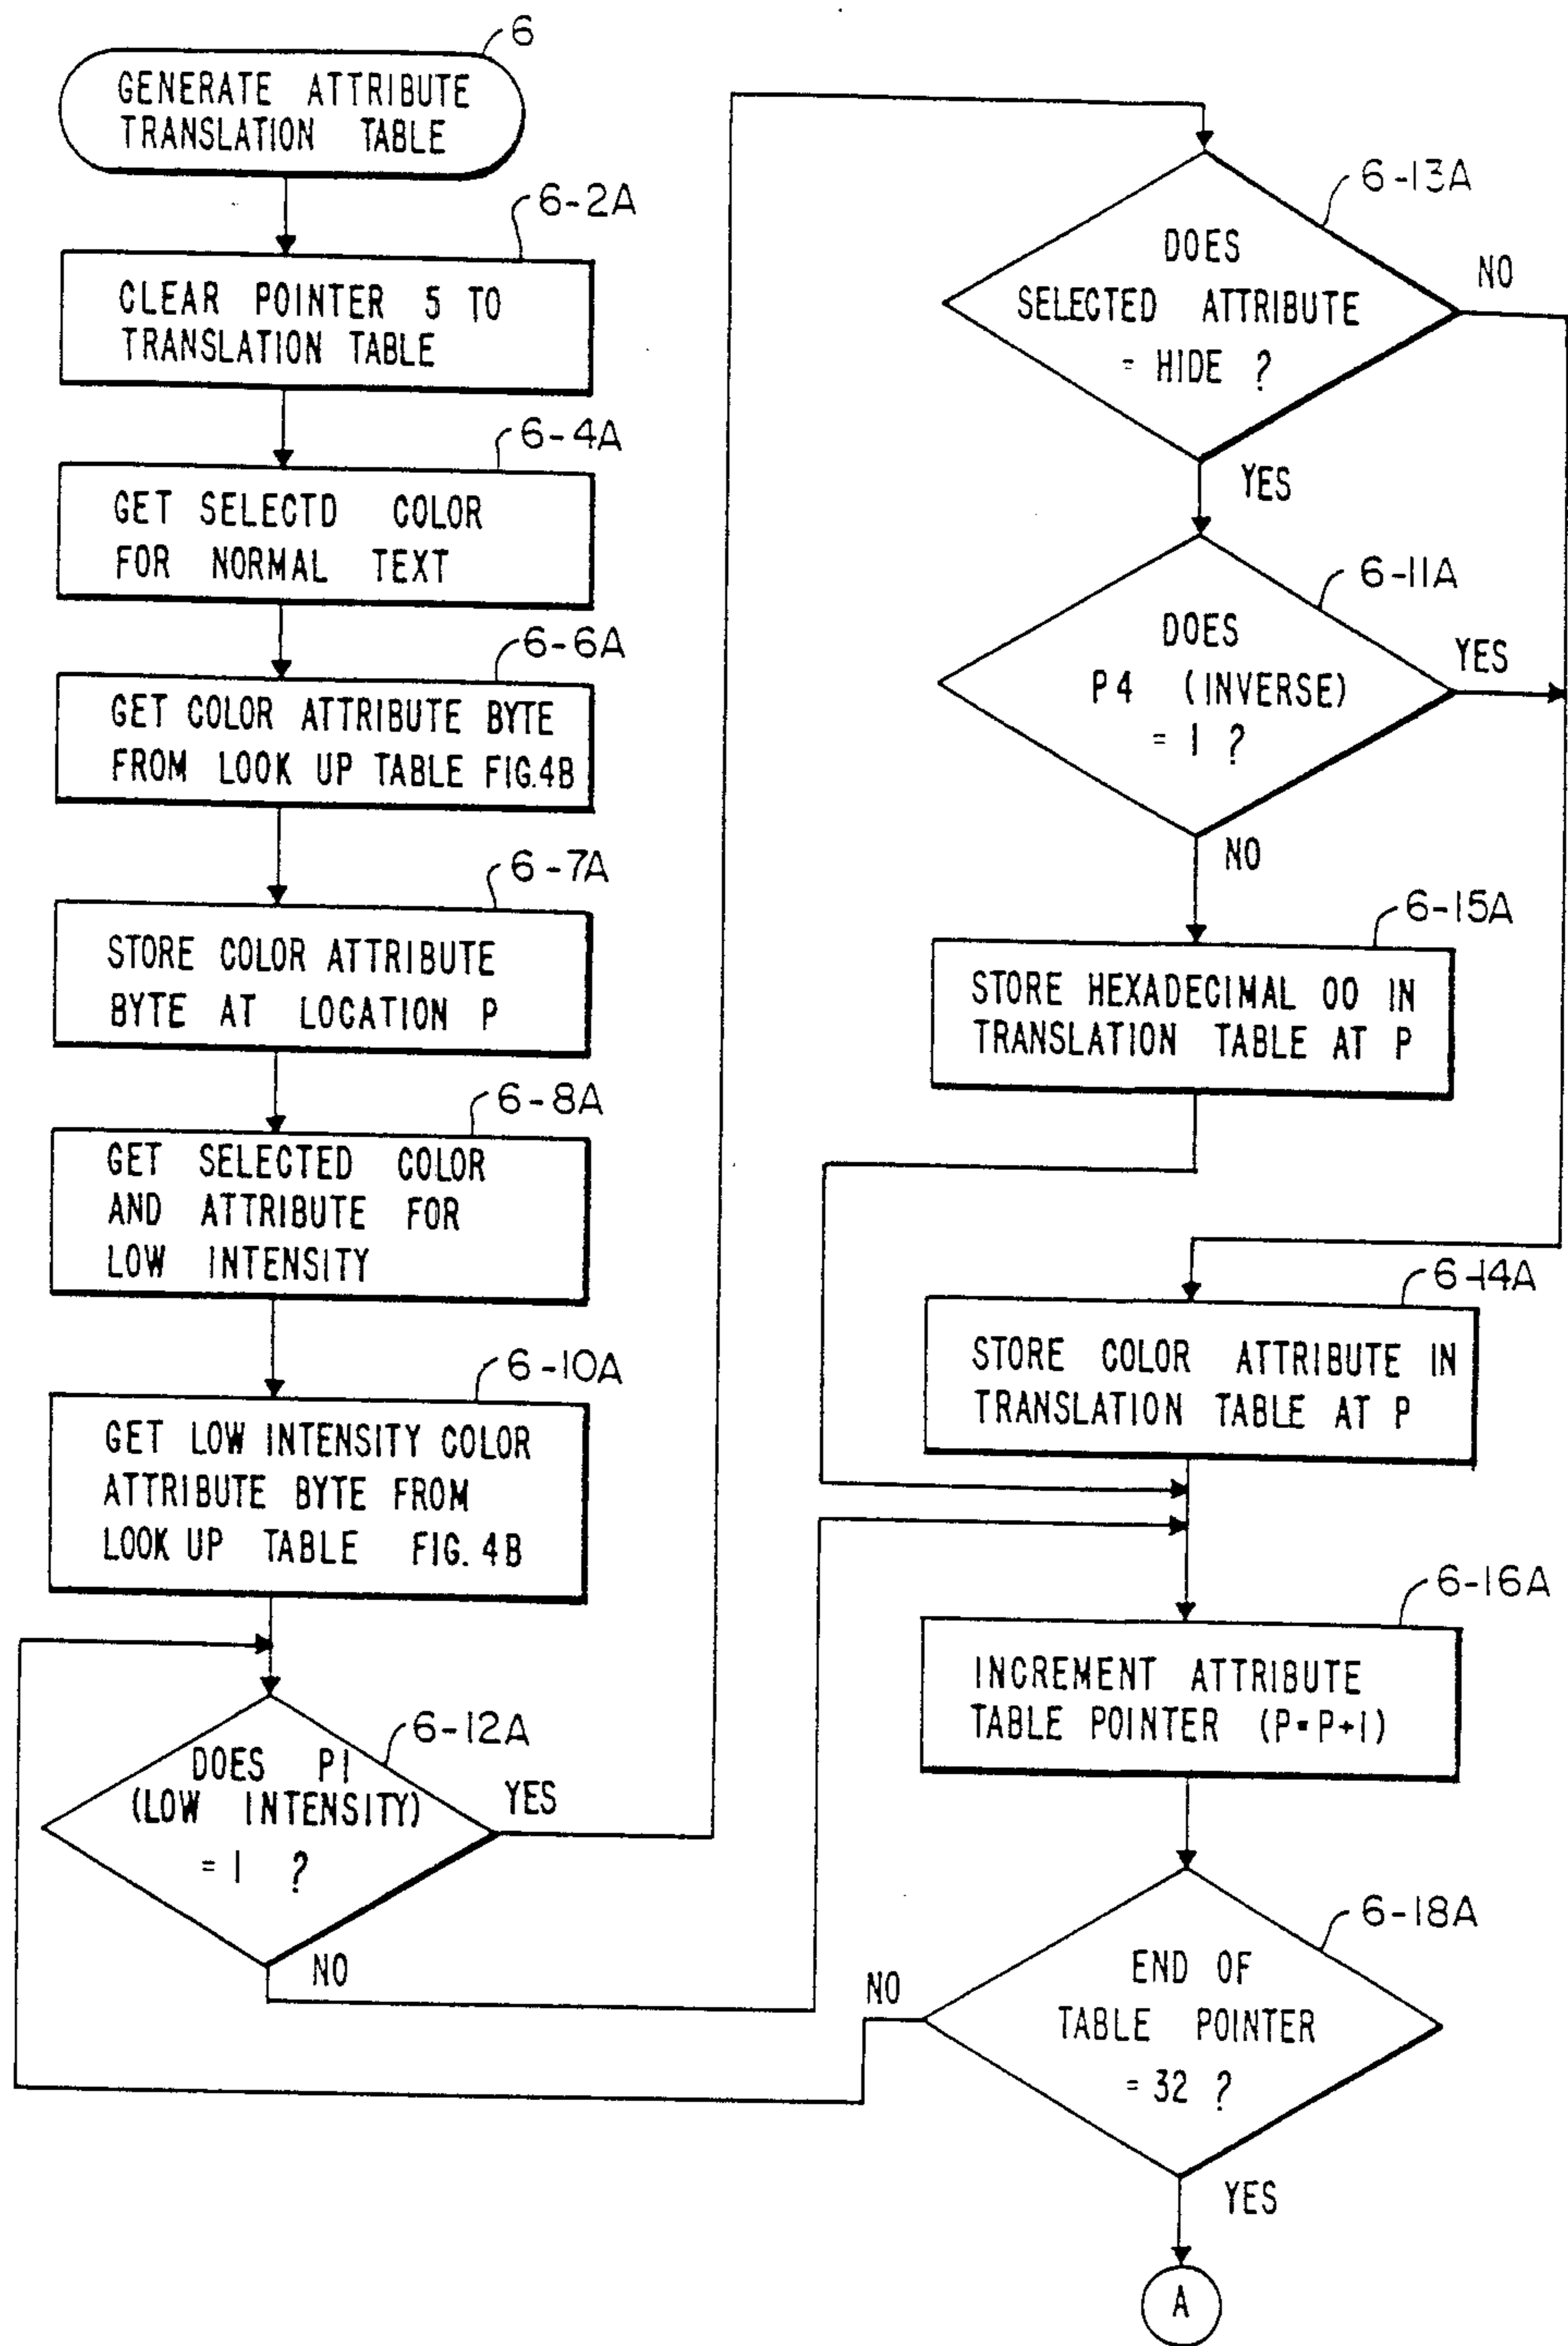 6
GENERATE ATTRIBUTE
TRANSLATION TABLE
6-2A
CLEAR POINTER 5 TO
TRANSLATION TABLE
6-4A
GET SELECTD COLOR
FOR NORMAL TEXT
6-6A
GET COLOR ATTRIBUTE BYTE
FROM LOOK UP TABLE FIG.4B
6-7A
STORE COLOR ATTRIBUTE
BYTE AT LOCATION P
6-8A
GET SELECTED COLOR
AND ATTRIBUTE FOR
LOW INTENSITY
6-10A
GET LOW INTENSITY COLOR
ATTRIBUTE BYTE FROM
LOOK UP TABLE FIG. 4B
6-12A
DOES P1
(LOW INTENSITY)
= 1 ?
YES
NO
6-13A
DOES
SELECTED ATTRIBUTE
= HIDE ?
NO
YES
6-11A
DOES
P4 (INVERSE)
= 1 ?
YES
NO
6-15A
STORE HEXADECIMAL 00 IN
TRANSLATION TABLE AT P
6-14A
STORE COLOR ATTRIBUTE IN
TRANSLATION TABLE AT P
6-16A
INCREMENT ATTRIBUTE
TABLE POINTER (P=P+1)
6-18A
END OF
TABLE POINTER
= 32 ?
NO
YES
A